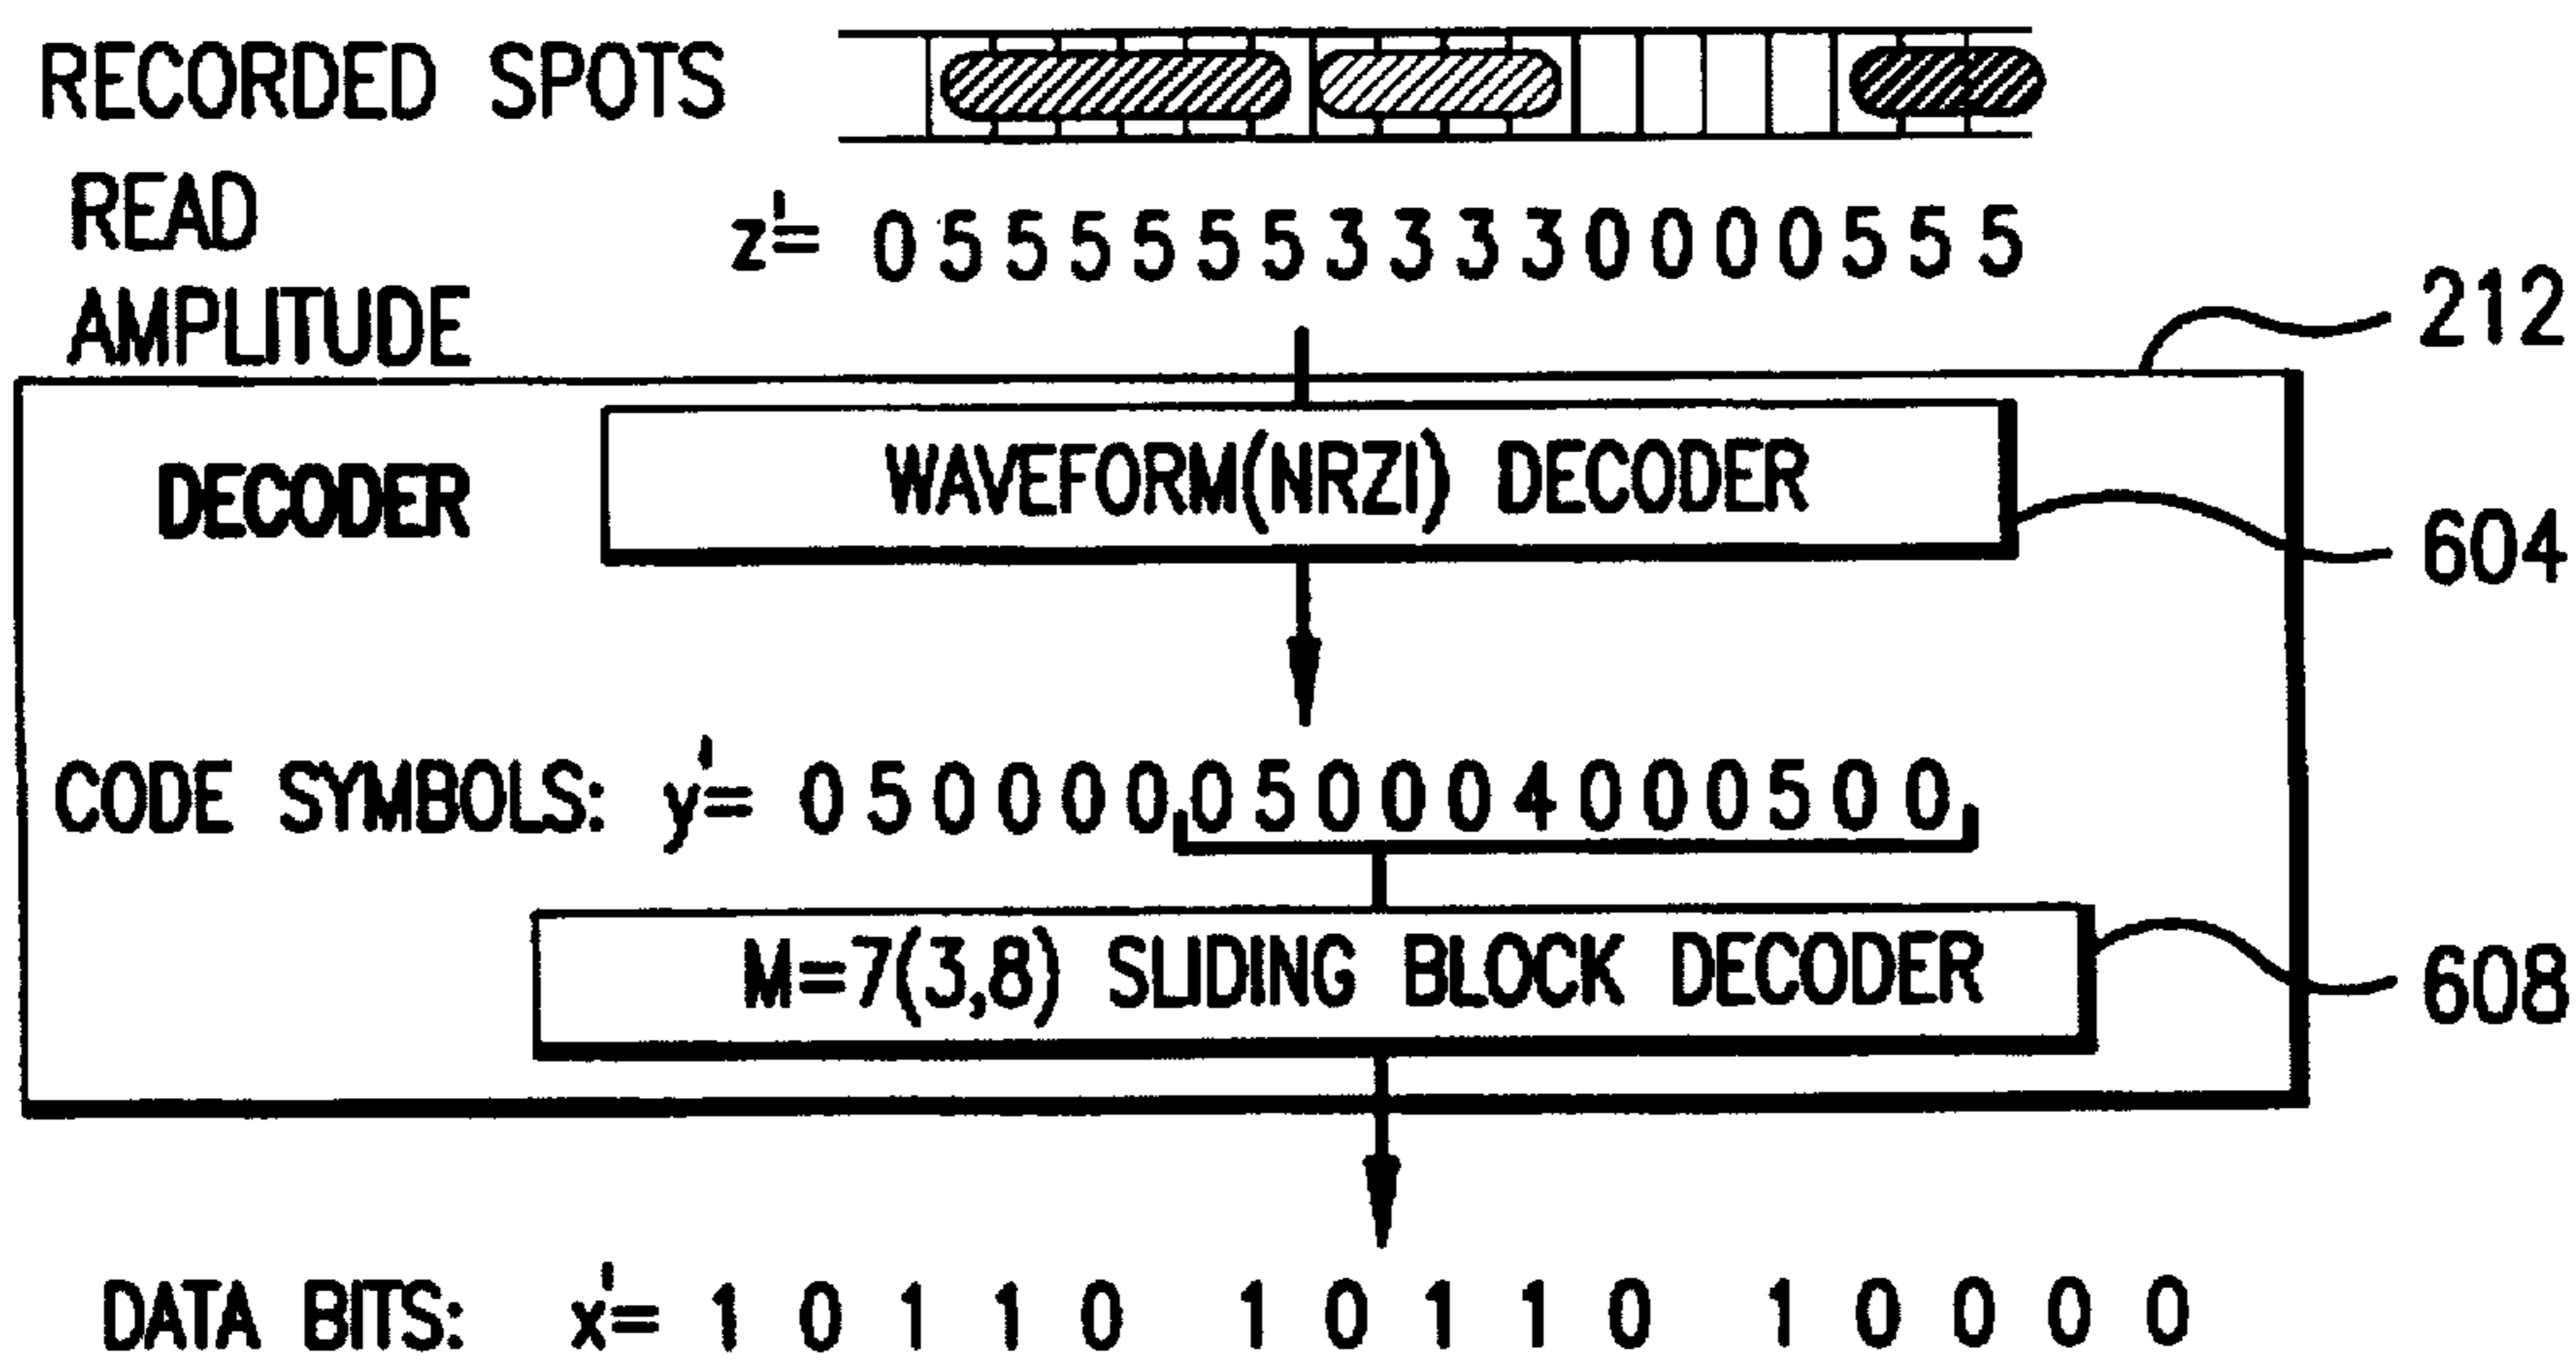 RECORDED SPOTS
READ
AMPLITUDE
z'= 0 5 5 5 5 5 5 3 3 3 3 0 0 0 0 5 5 5
212
WAVEFORM(NRZI) DECODER
DECODER
604
CODE SYMBOLS: y'= 0 5 0 0 0 0 0 5 0 0 0 4 0 0 0 5 0 0
M=7(3,8) SLIDING BLOCK DECODER
608
DATA BITS: x'= 1 0 1 1 0 1 0 1 1 0 1 0 0 0 0